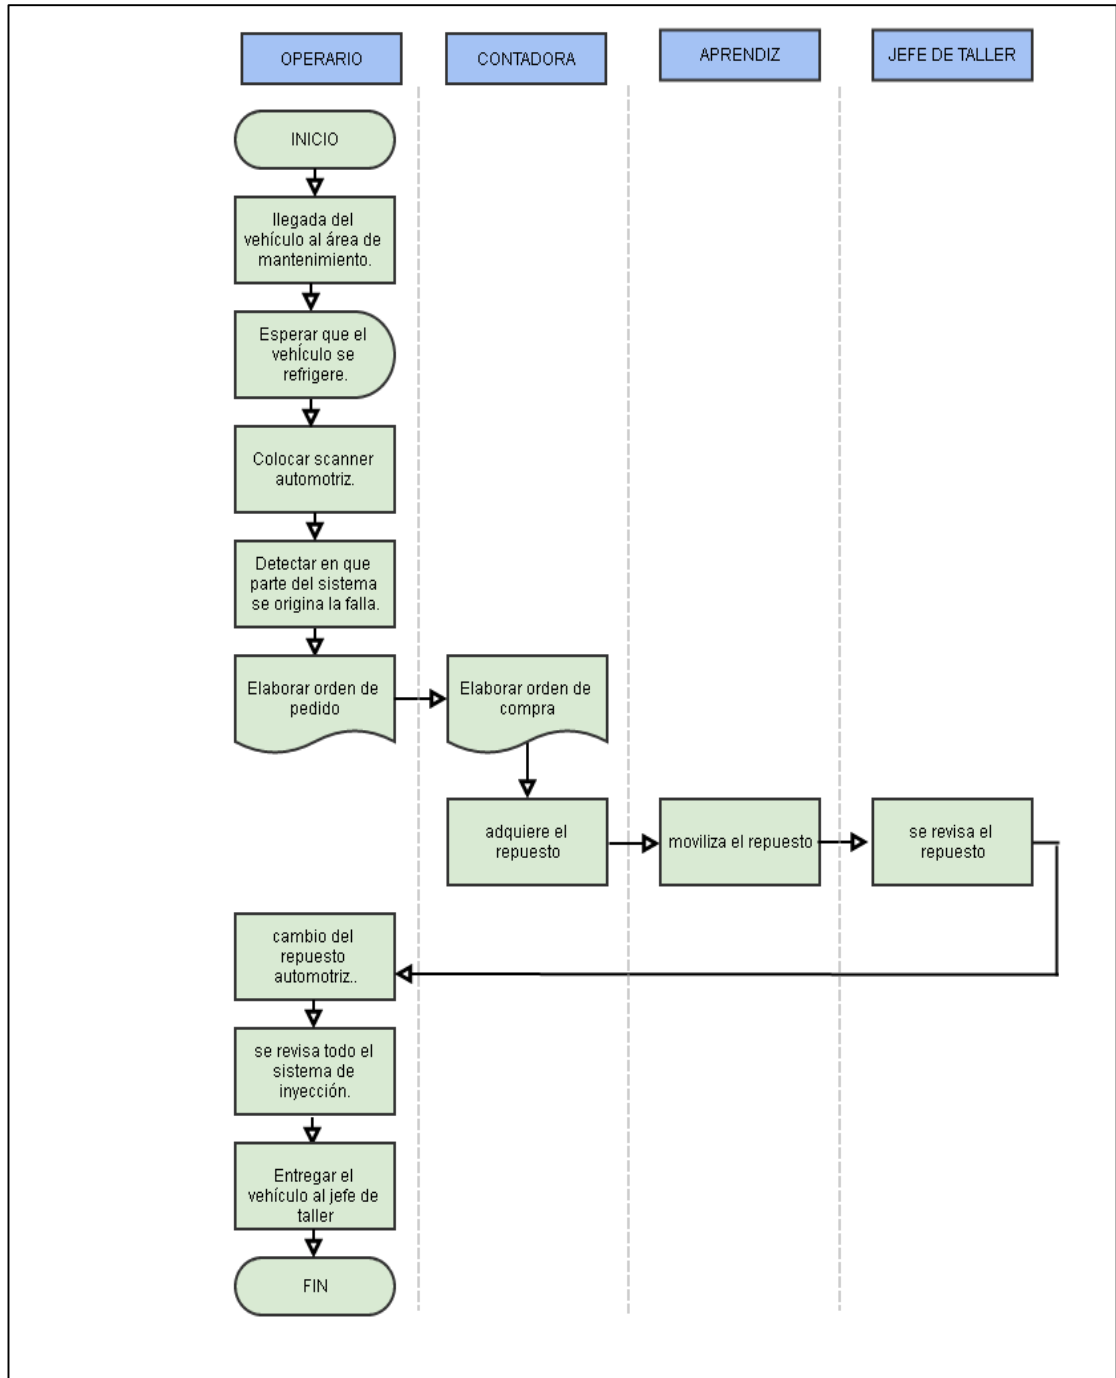 OPERARIO
CONTADORA
APRENDIZ
JEFE DE TALLER
INICIO
llegada del
vehículo al área de
mantenimiento.
Esperar que el
vehÍculo se
refrigere.
Colocar scanner
automotriz.
Detectar en que
parte del sistema
se origina la falla.
Elaborar orden de
pedido
Elaborar orden de
compra
adquiere el
repuesto
moviliza el repuesto
se revisa el
repuesto
cambio del
repuesto
automotriz..
se revisa todo el
sistema de
inyección.
Entregar el
vehículo al jefe de
taller
FIN